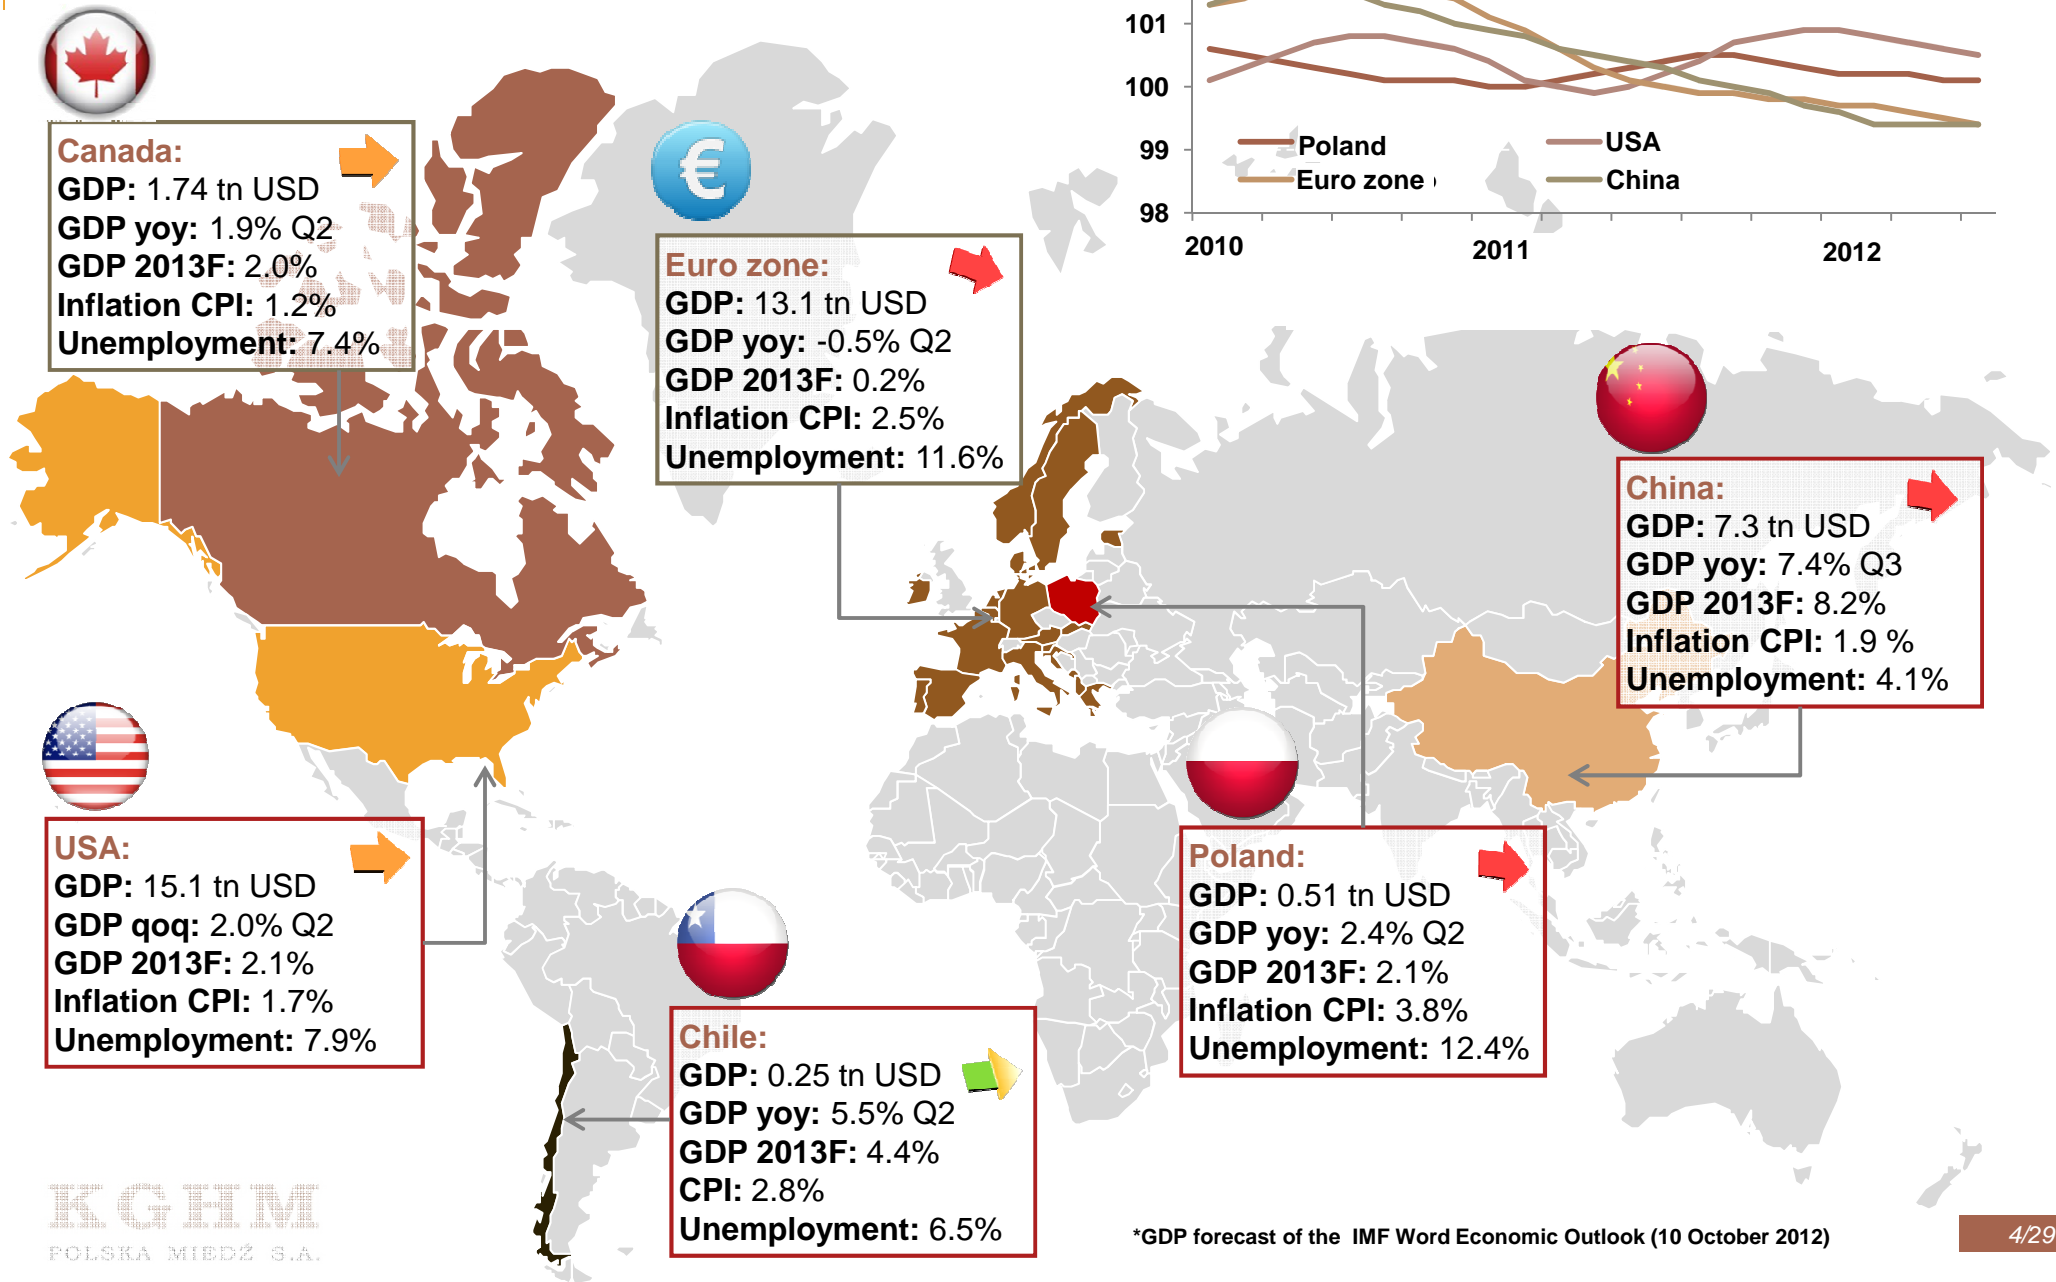 101
100
99
98
Poland
USA
Euro zone
China
2010
2011
2012
Canada:
GDP: 1.74 tn USD
GDP yoy: 1.9% Q2
GDP 2013F: 2.0%
Inflation CPI: 1.2%
Unemployment: 7.4%
€
Euro zone:
GDP: 13.1 tn USD
GDP yoy: -0.5% Q2
GDP 2013F: 0.2%
Inflation CPI: 2.5%
Unemployment: 11.6%
China:
GDP: 7.3 tn USD
GDP yoy: 7.4% Q3
GDP 2013F: 8.2%
Inflation CPI: 1.9 %
Unemployment: 4.1%
USA:
GDP: 15.1 tn USD
GDP qoq: 2.0% Q2
GDP 2013F: 2.1%
Inflation CPI: 1.7%
Unemployment: 7.9%
Poland:
GDP: 0.51 tn USD
GDP yoy: 2.4% Q2
GDP 2013F: 2.1%
Inflation CPI: 3.8%
Unemployment: 12.4%
Chile:
GDP: 0.25 tn USD
GDP yoy: 5.5% Q2
GDP 2013F: 4.4%
CPI: 2.8%
Unemployment: 6.5%
KGHM
POLSKA MIEDŹ S.A.
*GDP forecast of the IMF Word Economic Outlook (10 October 2012)
4/29